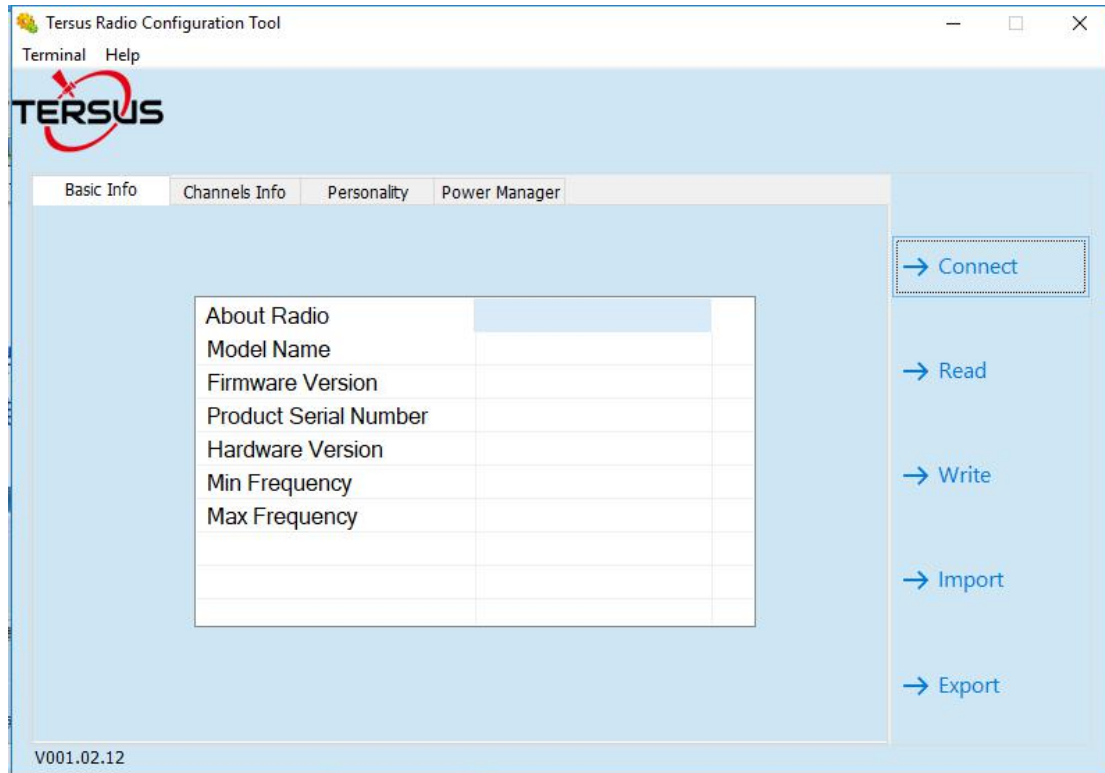 Tersus Radio Configuration Tool
Terminal Help
TERSUS
Basic Info Channels Info Personality Power Manager
Connect
About Radio
Model Name
Read
Firmware Version
Product Serial Number
Hardware Version
Write
Min Frequency
Max Frequency
Import
Export
V001.02.12